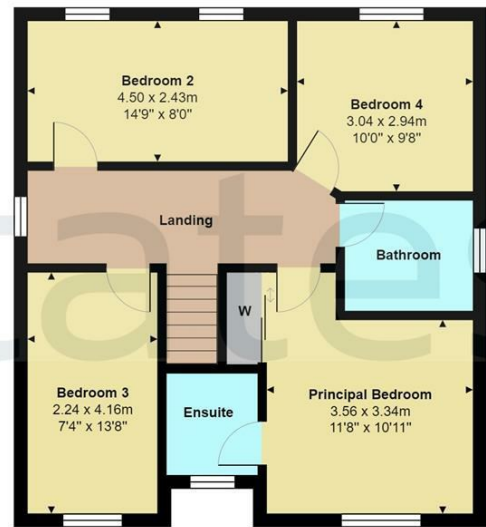 Bedroom 2
4.50 x 2.43m
14'9" x 8'0"
Bedroom 4
3.04 x 2.94m
10'0" x 9'8"
Landing
Bathroom
W
Bedroom 3
2.24 x 4.16m
7'4" x 13'8"
Ensuite
Principal Bedroom
3.56 x 3.34m
11'8" x 10'11"
tates